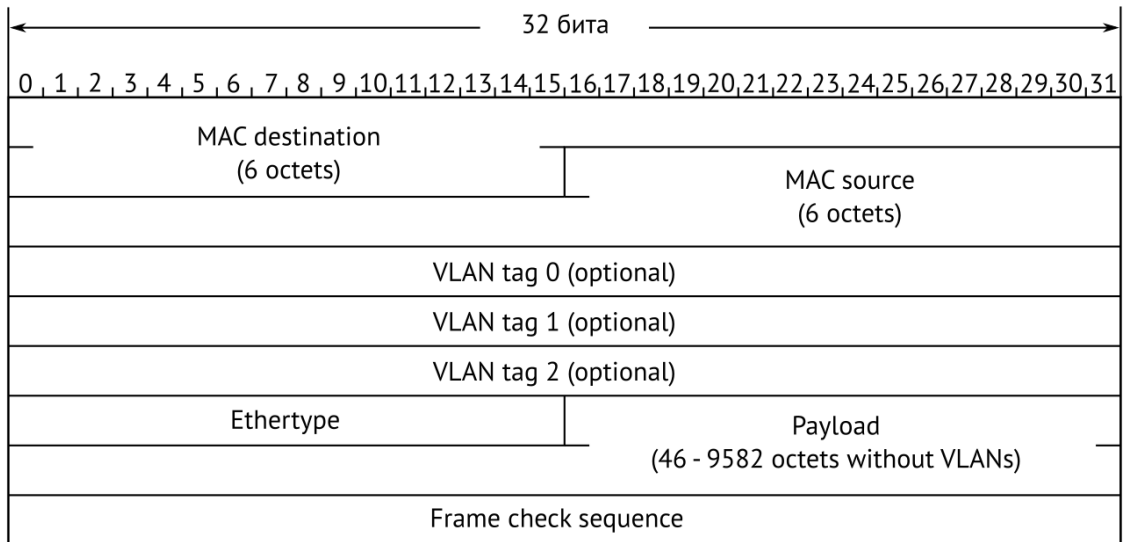 32 бита
0 1 2 3 4 5 6 7 8 9 10 11 12 13 14 15 16 17 18 19 20 21 22 23 24 25 26 27 28 29 30 31
MAC destination
(6 octets)
MAC source
(6 octets)
VLAN tag 0 (optional)
VLAN tag 1 (optional)
VLAN tag 2 (optional)
Ethertype
Payload
(46 - 9582 octets without VLANs)
Frame check sequence